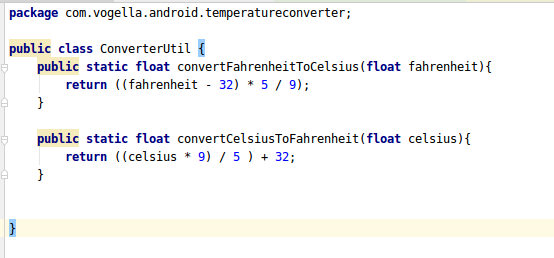 package com.vogella.android.temperatureconverter;
public class ConverterUtil {
public static float convertFahrenheitToCelsius(float fahrenheit){
return ((fahrenheit - 32) * 5 / 9);
}
public static float convertCelsiusToFahrenheit(float celsius){
return ((celsius * 9) / 5 ) + 32;
}
}